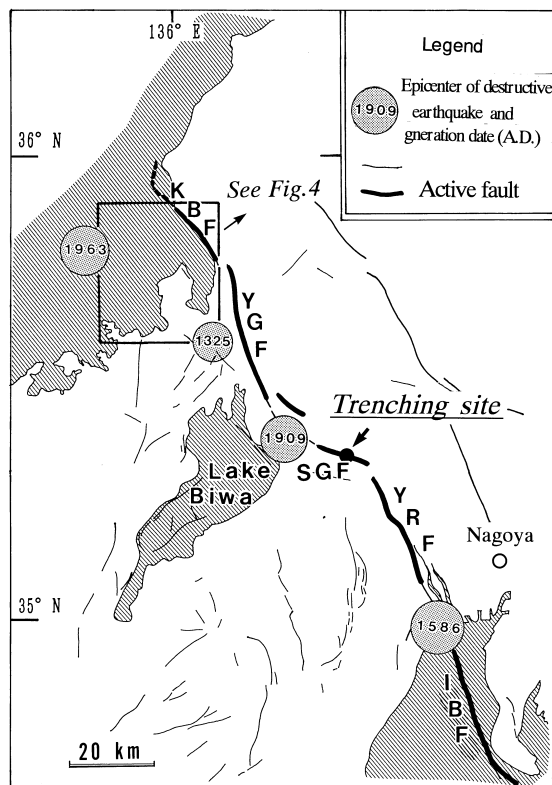 136° E
Legend
1909
Epicenter of destructive
earthquake and
gneration date (A.D.)
Active fault
36° N
K
B
F
See Fig.4
1963
Y
G
F
1325
Trenching site
1909
Lake
Biwa
SGF
Y
R
F
Nagoya
35° N
1586
I
B
F
20 km